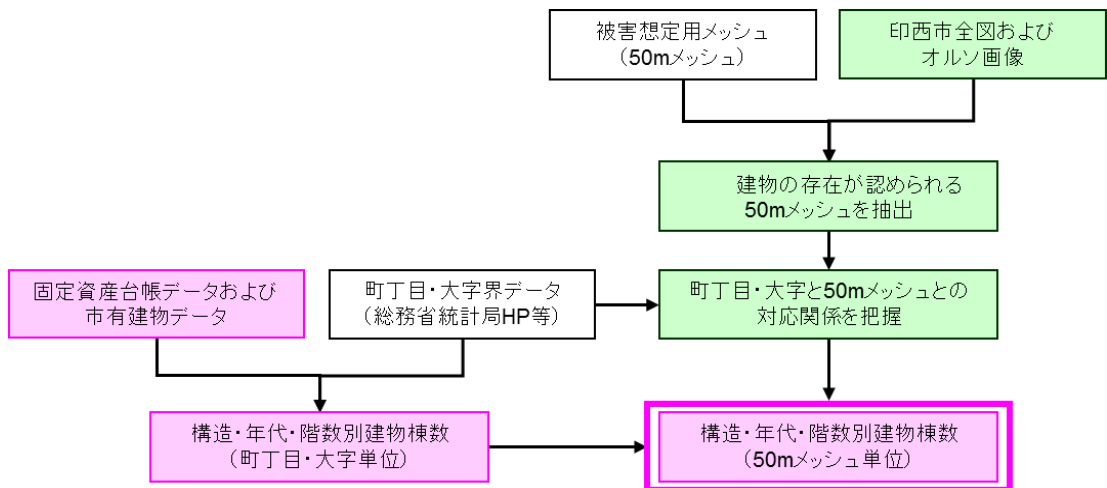 被害想定用メッシュ
（50mメッシュ）
印西市全図および
オルソ画像
建物の存在が認められる
50mメッシュを抽出
固定資産台帳データおよび
市有建物データ
町丁目・大字界データ
（総務省統計局HP等）
町丁目・大字と50mメッシュとの
対応関係を把握
構造・年代・階数別建物棟数
（町丁目・大字単位）
構造・年代・階数別建物棟数
（50mメッシュ単位）